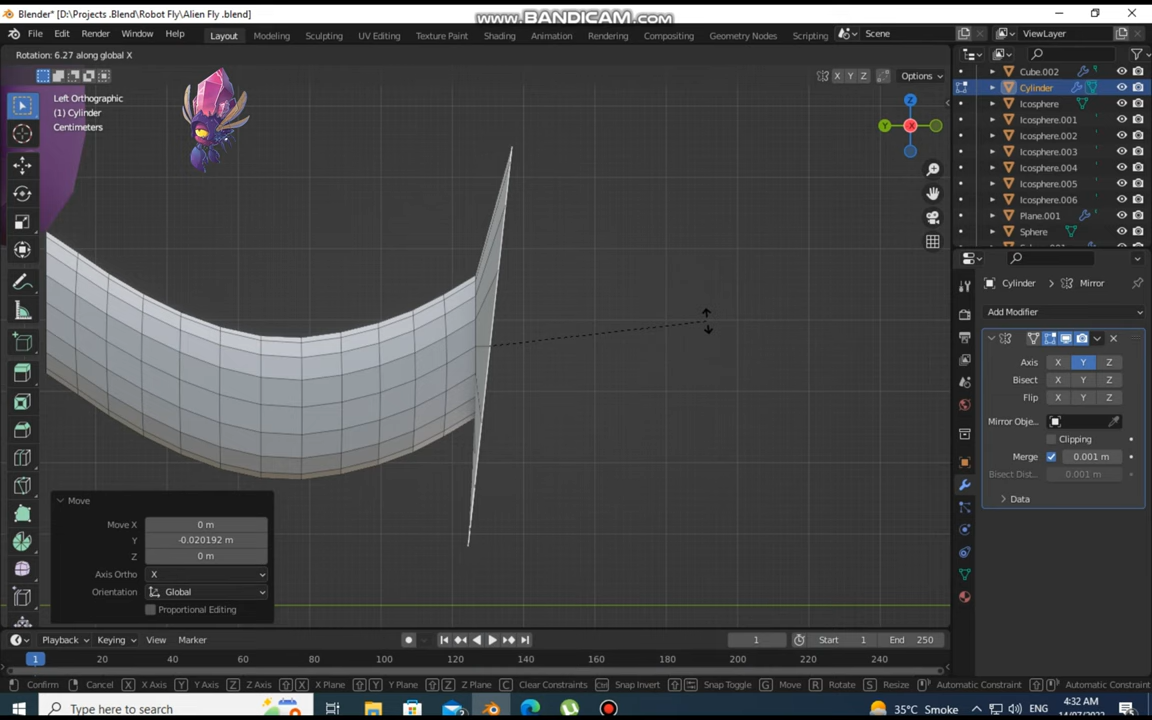 Blender* [D:\Projects .Blend\Robot Fly\Alien Fly .blend]
www.BANDICAM.com
File Edit Render Window Help
Layout Modeling Sculpting UV Editing Texture Paint Shading Animation Rendering Compositing Geometry Nodes Scripting
Scene
ViewLayer
Rotation: 6.27 along global X
X Y Z
Options
Left Orthographic
(1) Cylinder
Centimeters
Z
Y
X
Cube.002
Cylinder
Icosphere
Icosphere.001
Icosphere.002
Icosphere.003
Icosphere.004
Icosphere.005
Icosphere.006
Plane.001
Sphere
Cylinder > Mirror
Add Modifier
Axis X Y Z
Bisect X Y Z
Flip X Y Z
Mirror Obje..
Clipping
Merge 0.001 m
Bisect Dist.. 0.001 m
Data
Move
Move X 0 m
Y -0.020192 m
Z 0 m
Axis Ortho X
Orientation Global
Proportional Editing
Playback Keying View Marker
1 Start 1 End 250
1 20 40 60 80 100 120 140 160 180 200 220 240
Confirm Cancel X X Axis Y Y Axis Z Z Axis X X Plane Y Y Plane Z Z Plane C Clear Constraints Ctrl Snap Invert Snap Toggle G Move R Rotate S Resize Automatic Constraint Automatic Constraint
Type here to search
35°C Smoke
ENG
4:32 AM